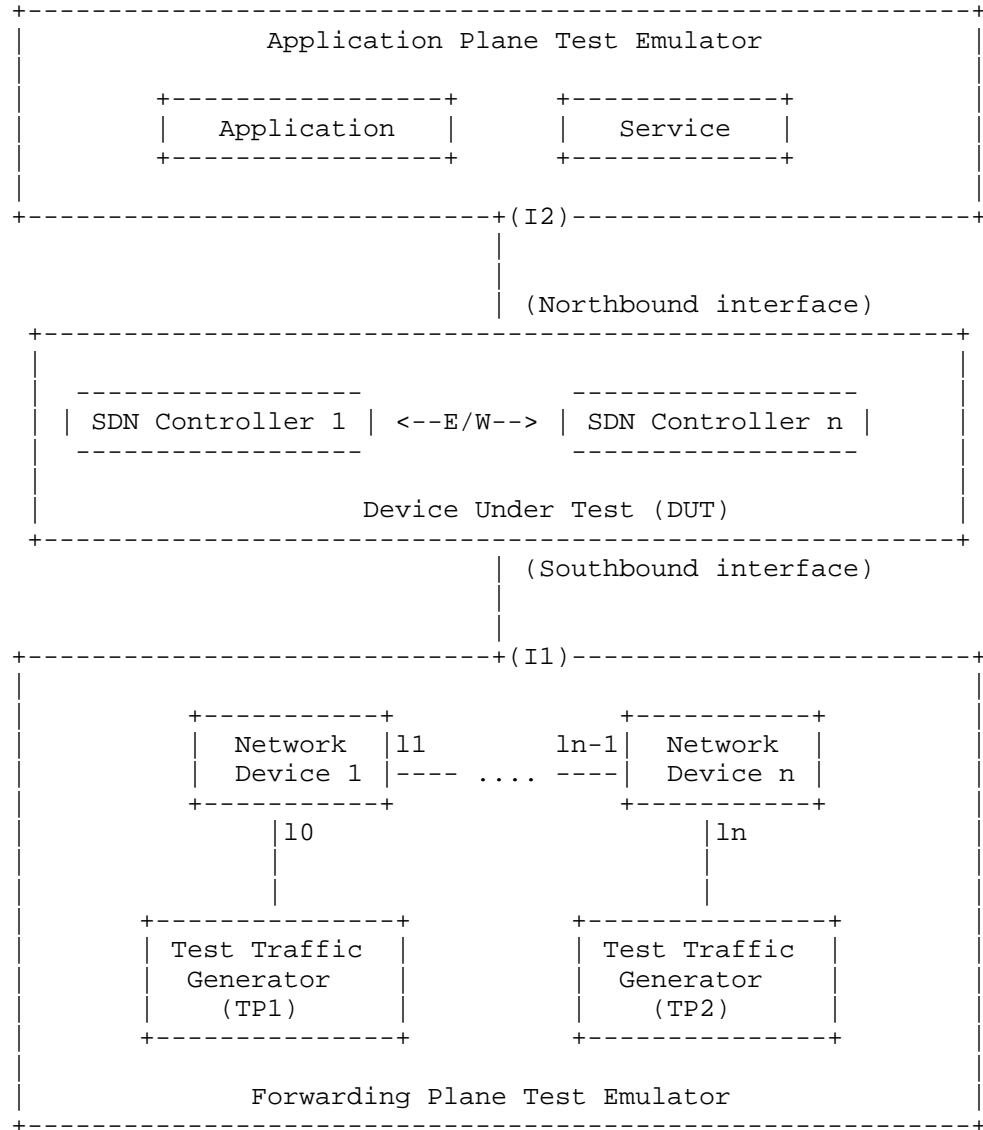 Application Plane Test Emulator
Application Service
(I2)
(Northbound interface)
SDN Controller 1 <--E/W--> SDN Controller n
Device Under Test (DUT)
(Southbound interface)
(I1)
Network l1 ln-1 Network
Device 1 ---- .... ---- Device n
l0 ln
Test Traffic Test Traffic
Generator Generator
(TP1) (TP2)
Forwarding Plane Test Emulator